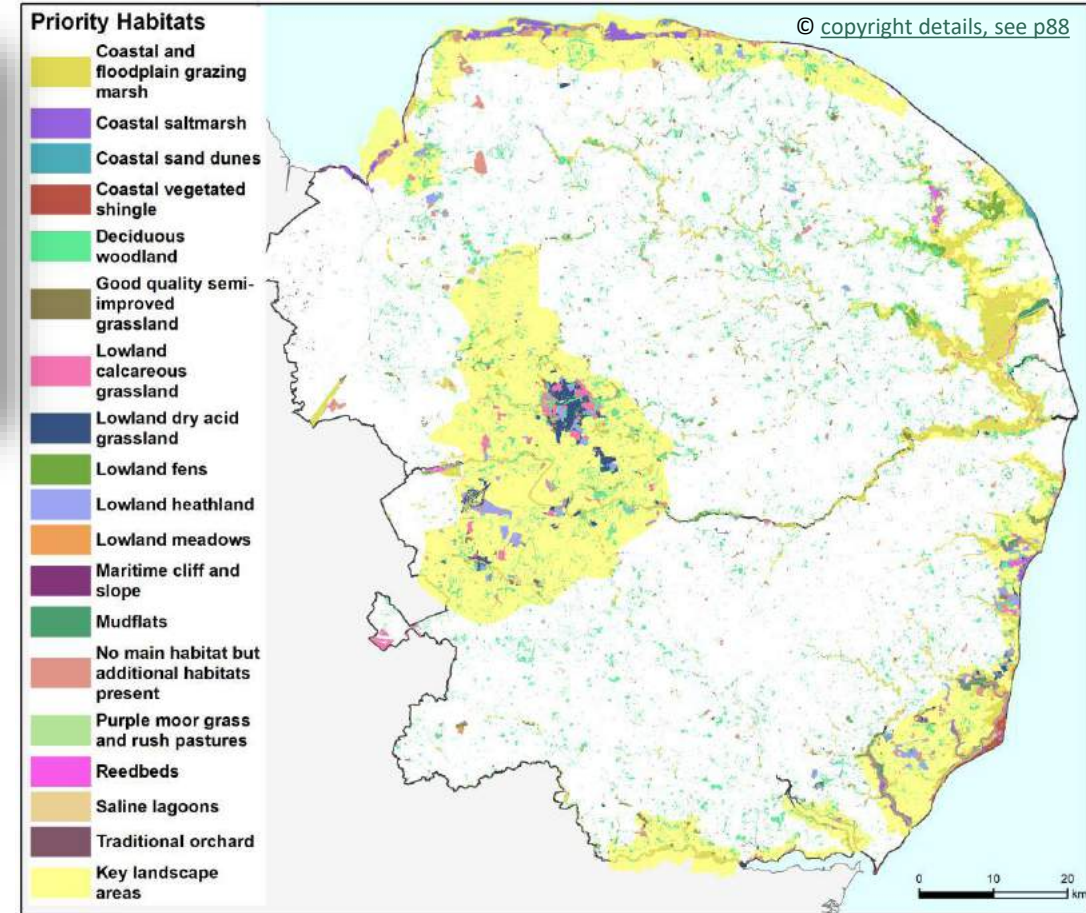 Priority Habitats
© copyright details, see p88
Coastal and
floodplain grazing
marsh
Coastal saltmarsh
Coastal sand dunes
Coastal vegetated
shingle
Deciduous
woodland
Good quality semi-
improved
grassland
Lowland
calcareous
grassland
Lowland dry acid
grassland
Lowland fens
Lowland heathland
Lowland meadows
Maritime cliff and
slope
Mudflats
No main habitat but
additional habitats
present
Purple moor grass
and rush pastures
Reedbeds
Saline lagoons
Traditional orchard
Key landscape
areas
0 10 20
km